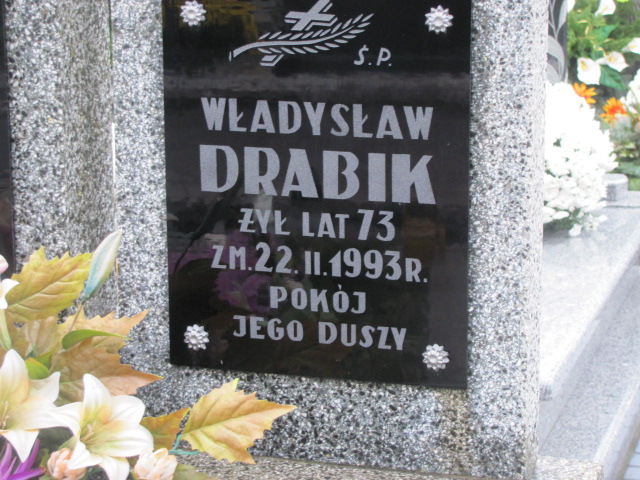 Ś.P.
WŁADYSŁAW
DRABIK
ŻYŁ LAT 73
ZM. 22. II. 1993 R.
POKÓJ
JEGO DUSZY